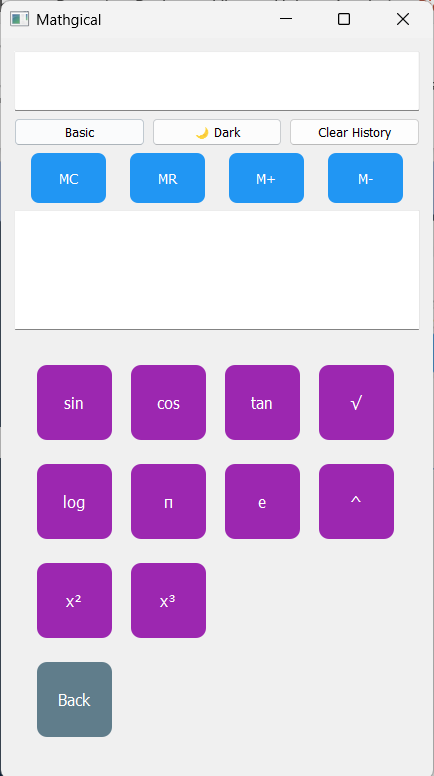 Mathgical
Basic 🌙 Dark Clear History
MC MR M+ M-
sin cos tan √
log π e ^
x² x³
Back